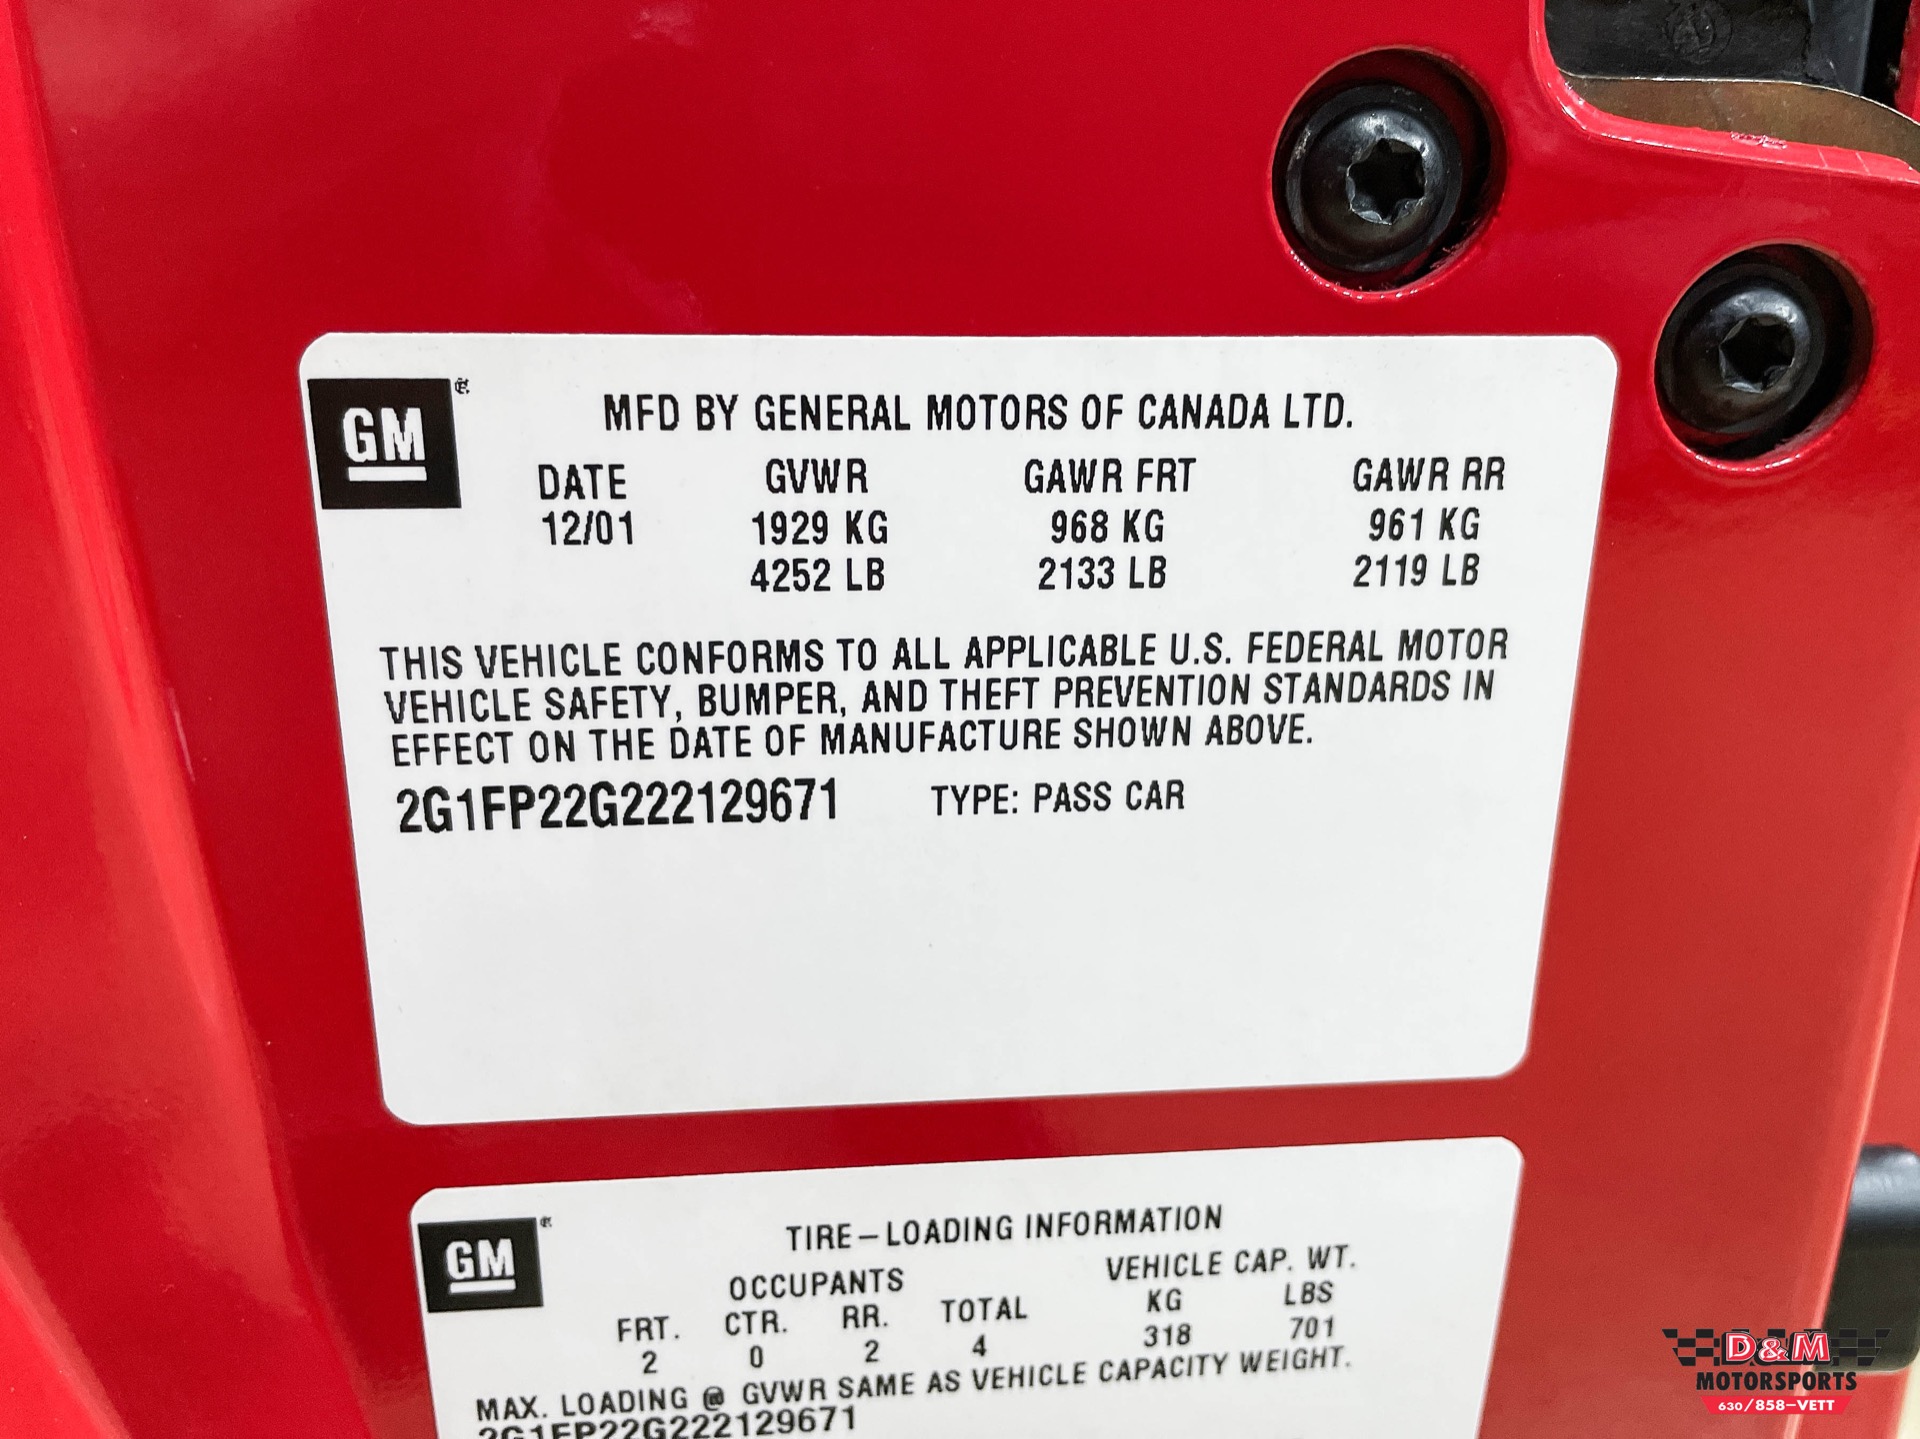 GM
MFD BY GENERAL MOTORS OF CANADA LTD.
DATE GVWR GAWR FRT GAWR RR
12/01 1929 KG 968 KG 961 KG
4252 LB 2133 LB 2119 LB
THIS VEHICLE CONFORMS TO ALL APPLICABLE U.S. FEDERAL MOTOR
VEHICLE SAFETY, BUMPER, AND THEFT PREVENTION STANDARDS IN
EFFECT ON THE DATE OF MANUFACTURE SHOWN ABOVE.
2G1FP22G222129671 TYPE: PASS CAR
GM
TIRE-LOADING INFORMATION
OCCUPANTS VEHICLE CAP. WT.
FRT. CTR. RR. TOTAL KG LBS
2 0 2 4 318 701
MAX. LOADING @ GVWR SAME AS VEHICLE CAPACITY WEIGHT.
2G1FP22G222129671
D&M
MOTORSPORTS
630/858-VETT